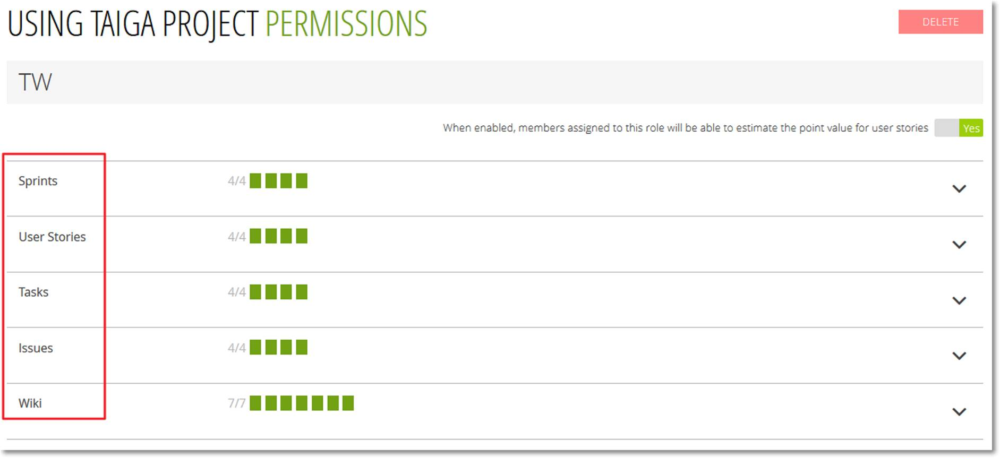 USING TAIGA PROJECT PERMISSIONS
DELETE
TW
When enabled, members assigned to this role will be able to estimate the point value for user stories Yes
Sprints 4/4
User Stories 4/4
Tasks 4/4
Issues 4/4
Wiki 7/7